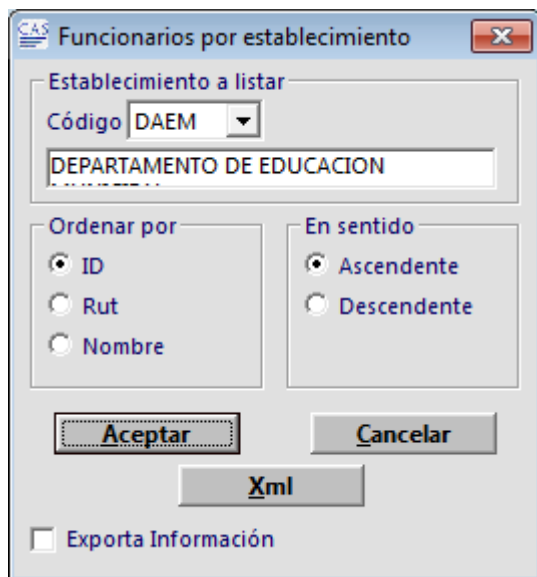 CAS Funcionarios por establecimiento
Establecimiento a listar
Código DAEM
DEPARTAMENTO DE EDUCACION
Ordenar por
ID
Rut
Nombre
En sentido
Ascendente
Descendente
Aceptar
Cancelar
Xml
Exporta Información